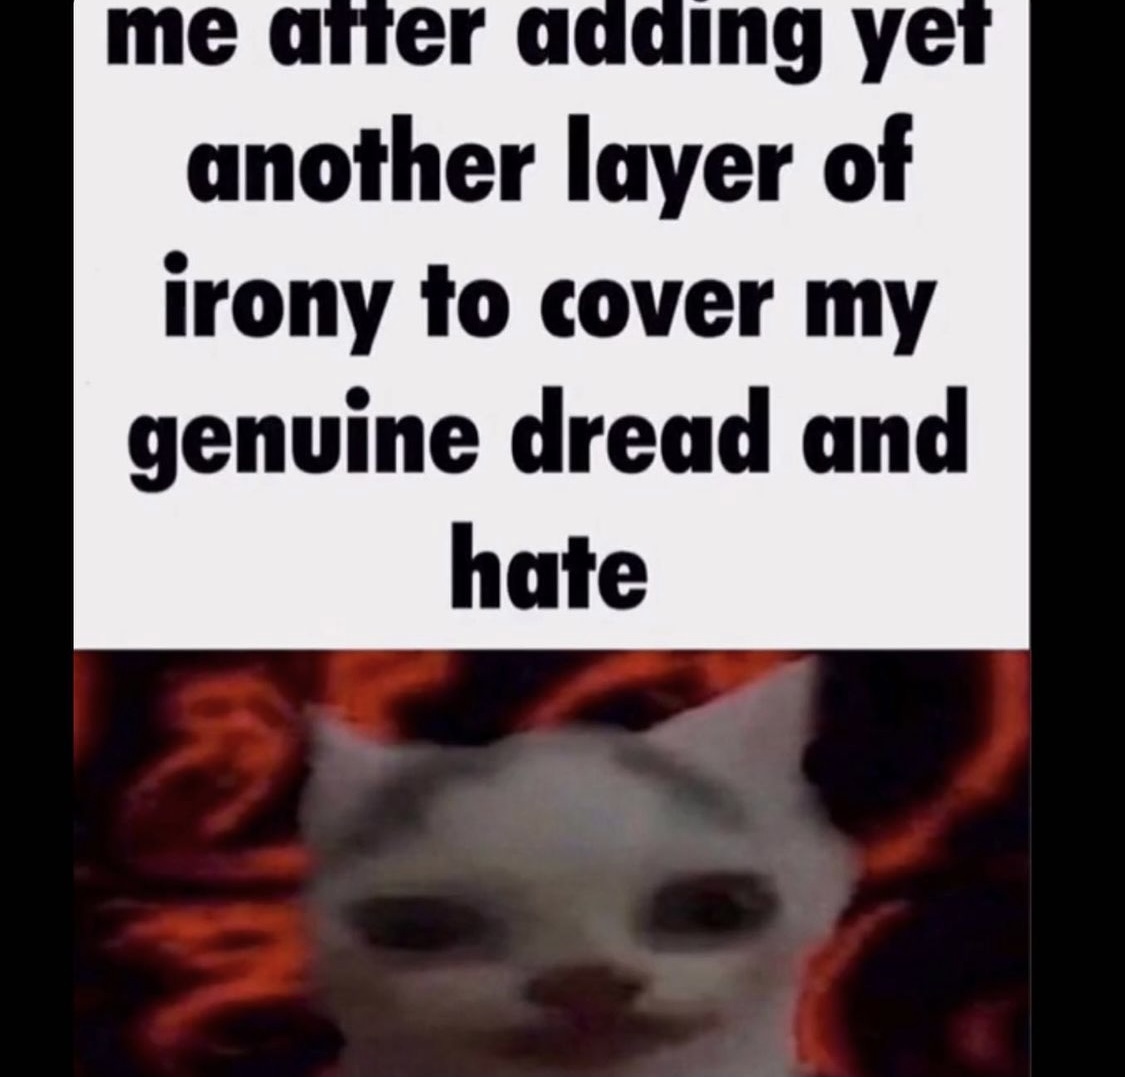 me after adding yet
another layer of
irony to cover my
genuine dread and
hate